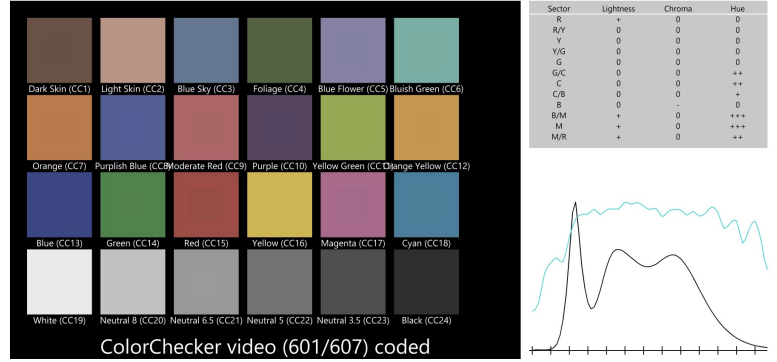 Dark Skin (CC1) Light Skin (CC2) Blue Sky (CC3) Foliage (CC4) Blue Flower (CC5) Bluish Green (CC6)
Orange (CC7) Purplish Blue (CC8) Moderate Red (CC9) Purple (CC10) Yellow Green (CC11) Orange Yellow (CC12)
Blue (CC13) Green (CC14) Red (CC15) Yellow (CC16) Magenta (CC17) Cyan (CC18)
White (CC19) Neutral 8 (CC20) Neutral 6.5 (CC21) Neutral 5 (CC22) Neutral 3.5 (CC23) Black (CC24)
ColorChecker video (601/607) coded
Sector Lightness Chroma Hue
R + 0 0
R/Y 0 0 0
Y 0 0 0
Y/G 0 0 0
G 0 0 0
G/C 0 0 ++
C 0 0 ++
C/B 0 0 +
B 0 - 0
B/M + 0 +++
M + 0 +++
M/R + 0 ++